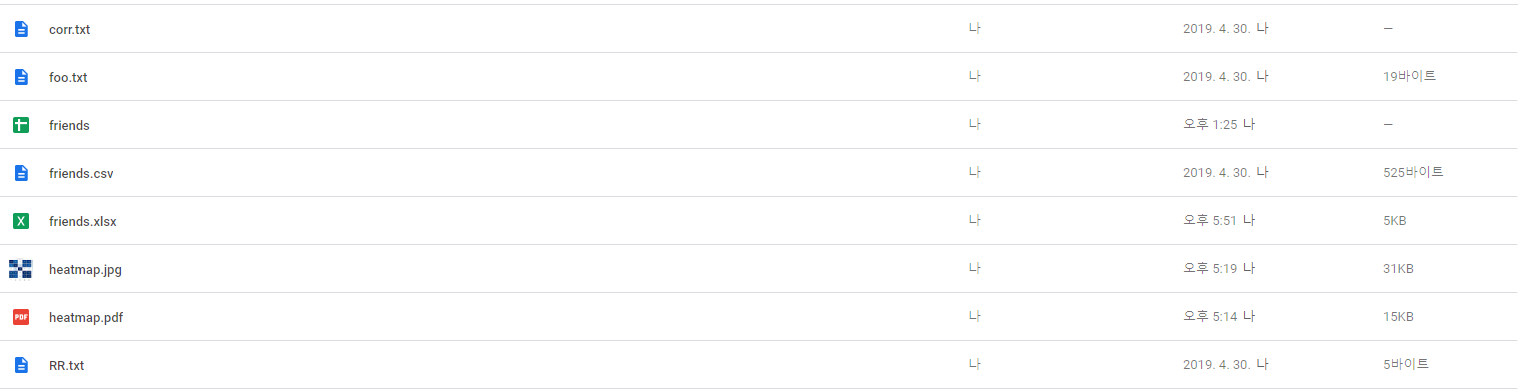 corr.txt 나 2019. 4. 30. 나 —
foo.txt 나 2019. 4. 30. 나 19바이트
friends 나 오후 1:25 나 —
friends.csv 나 2019. 4. 30. 나 525바이트
friends.xlsx 나 오후 5:51 나 5KB
heatmap.jpg 나 오후 5:19 나 31KB
PDF heatmap.pdf 나 오후 5:14 나 15KB
RR.txt 나 2019. 4. 30. 나 5바이트